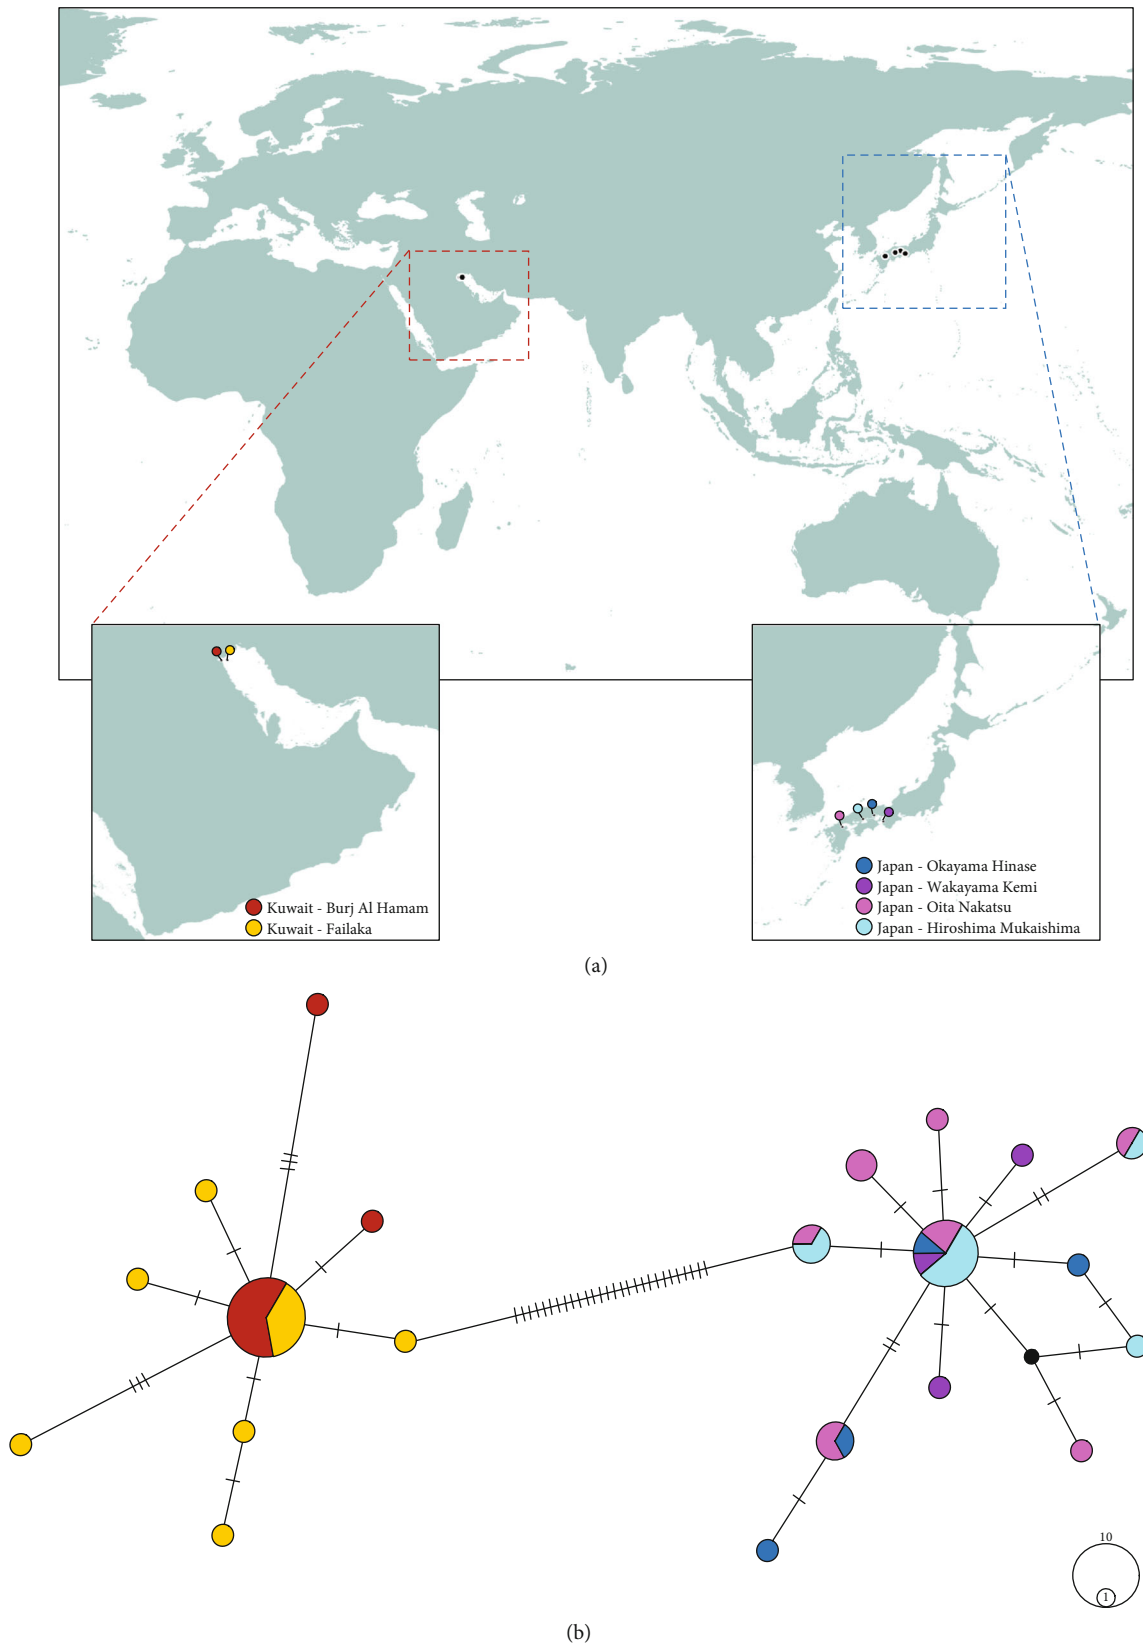 Kuwait - Burj Al Hamam
Kuwait - Failaka
Japan - Okayama Hinase
Japan - Wakayama Kemi
Japan - Oita Nakatsu
Japan - Hiroshima Mukaishima
(a)
10
1
(b)